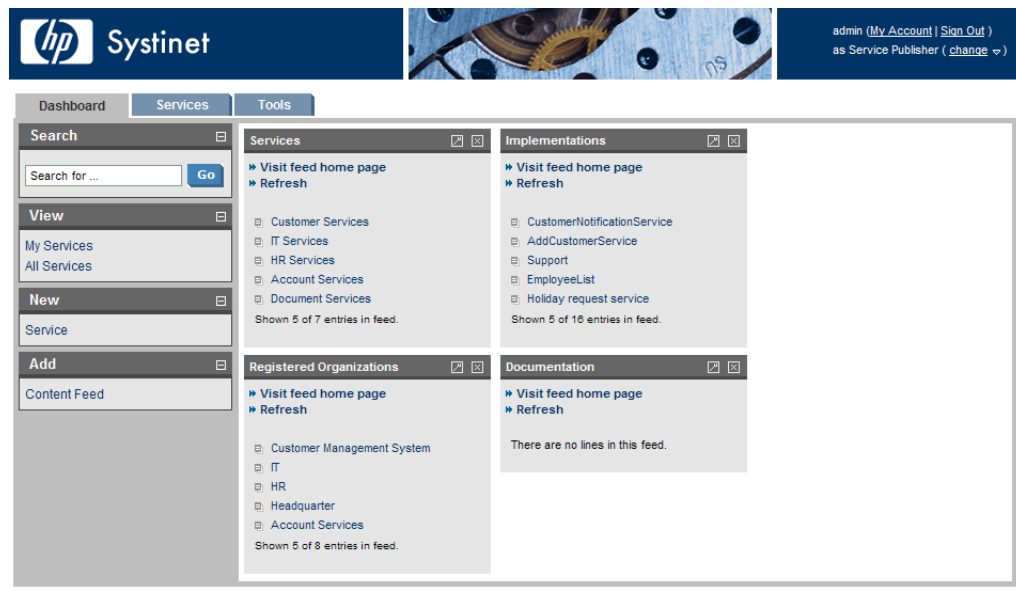 hp Systinet
ns
admin (My Account | Sign Out )
as Service Publisher ( change )
Dashboard Services Tools
Search
Search for ... Go
View
My Services
All Services
New
Service
Add
Content Feed
Services
Visit feed home page
Refresh
Customer Services
IT Services
HR Services
Account Services
Document Services
Shown 5 of 7 entries in feed.
Implementations
Visit feed home page
Refresh
CustomerNotificationService
AddCustomerService
Support
EmployeeList
Holiday request service
Shown 5 of 16 entries in feed.
Registered Organizations
Visit feed home page
Refresh
Customer Management System
IT
HR
Headquarter
Account Services
Shown 5 of 8 entries in feed.
Documentation
Visit feed home page
Refresh
There are no lines in this feed.